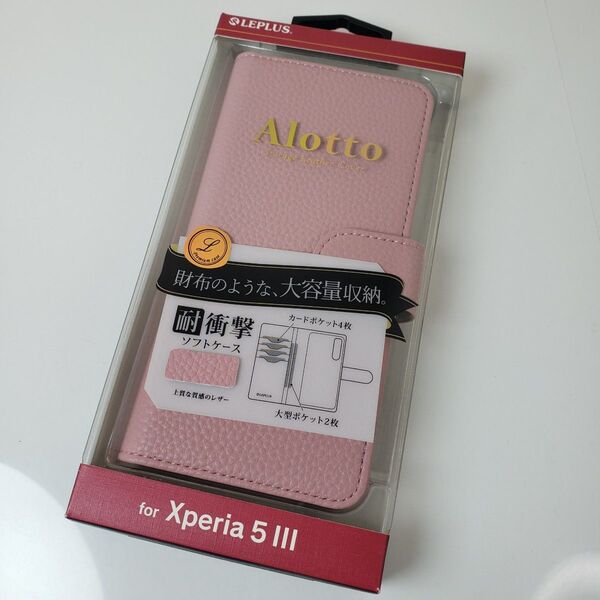 LEPLUS
Alotto
L
財布のような、大容量収納。
耐衝撃
ソフトケース
上質な質感のレザー
カードポケット4枚
大型ポケット2枚
for Xperia 5 III